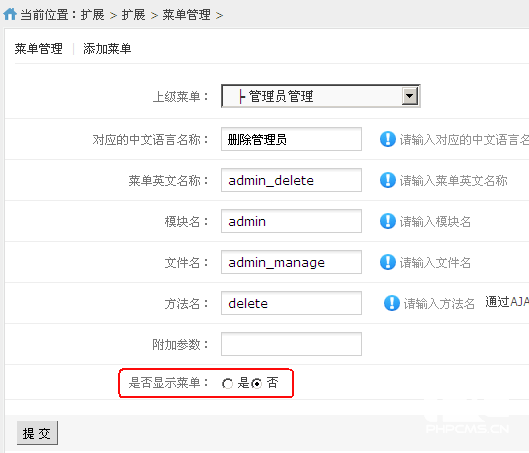 当前位置：扩展 > 扩展 > 菜单管理 >
菜单管理 | 添加菜单
上级菜单： ├ 管理员管理
对应的中文语言名称： 删除管理员 请输入对应的中文语言名
菜单英文名称： admin_delete 请输入菜单英文名称
模块名： admin 请输入模块名
文件名： admin_manage 请输入文件名
方法名： delete 请输入方法名 通过AJA
附加参数：
是否显示菜单： 是 否
提 交
PHPCMS.CN